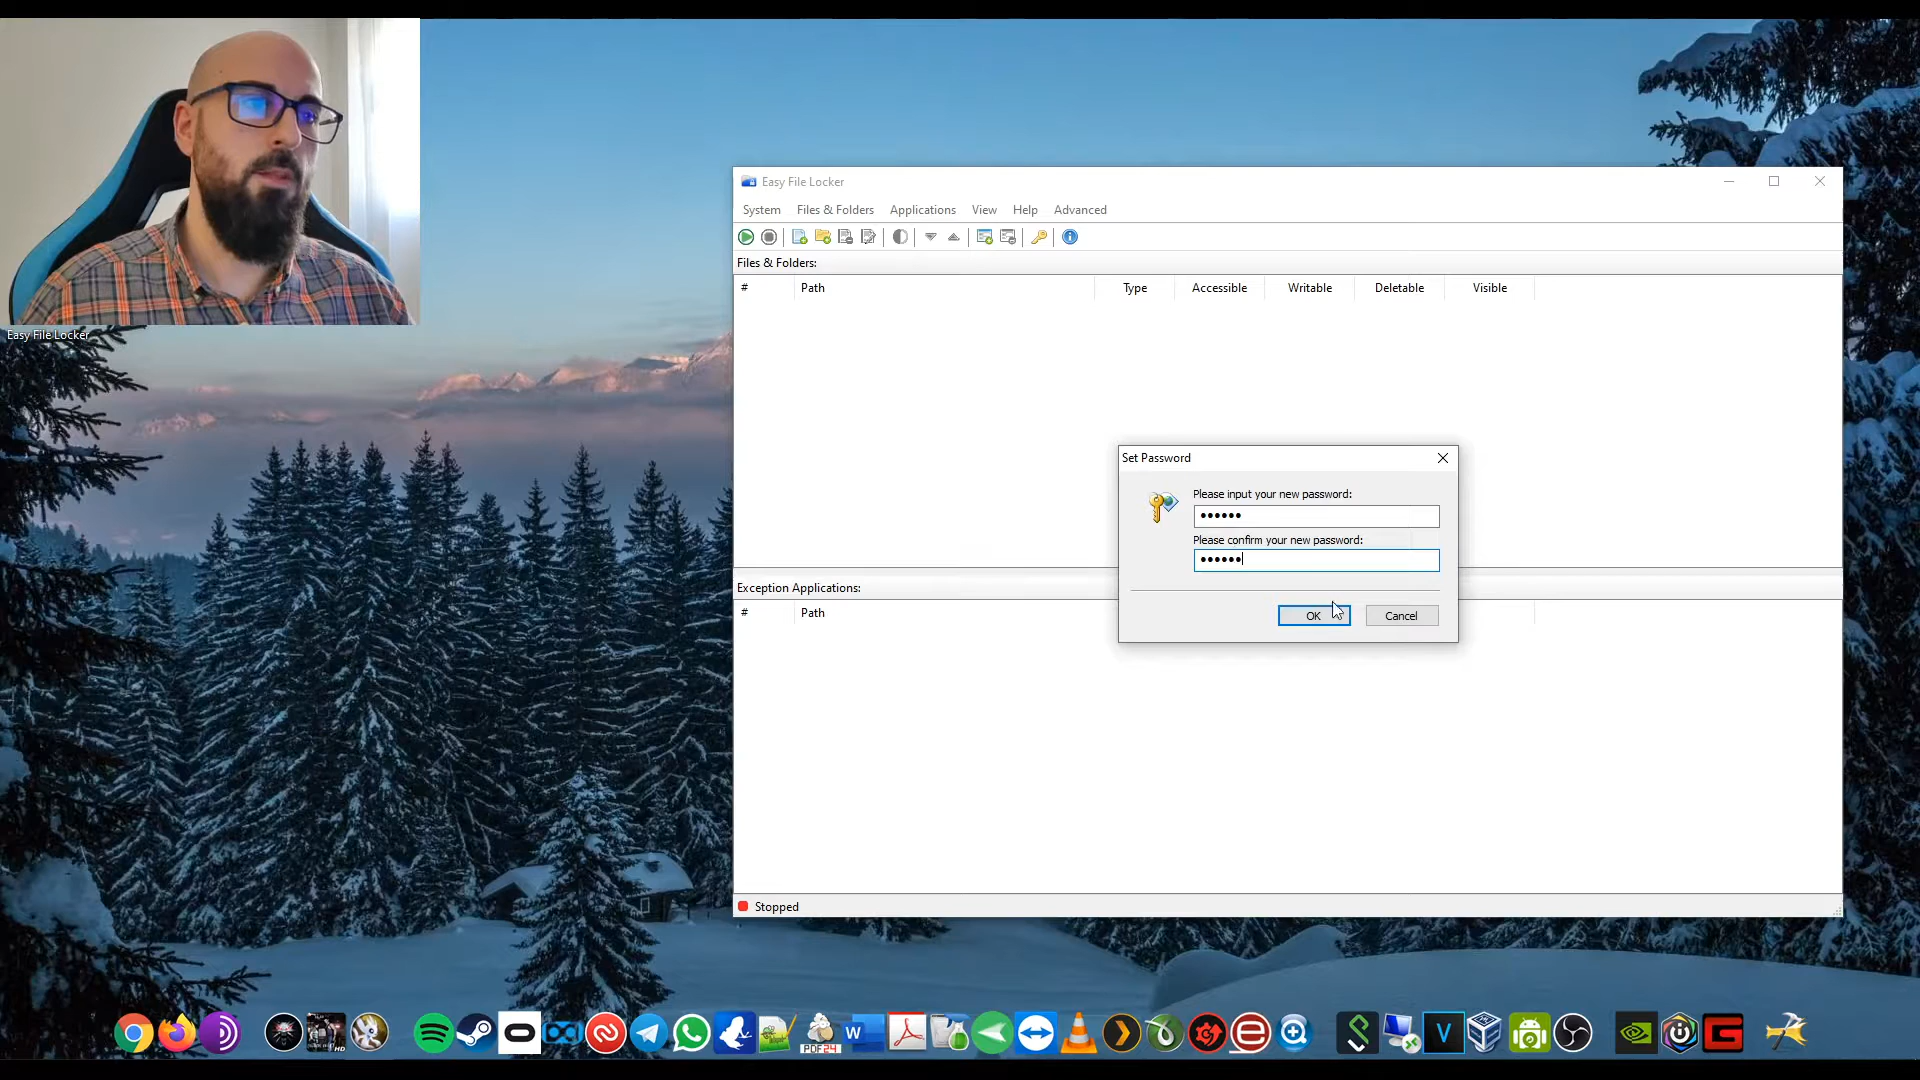 Easy File Locker
Easy File Locker
System Files & Folders Applications View Help Advanced
Files & Folders:
# Path Type Accessible Writable Deletable Visible
Set Password
Please input your new password:
••••••
Please confirm your new password:
••••••
OK Cancel
Exception Applications:
# Path
Stopped
HD
PDF24
W
V